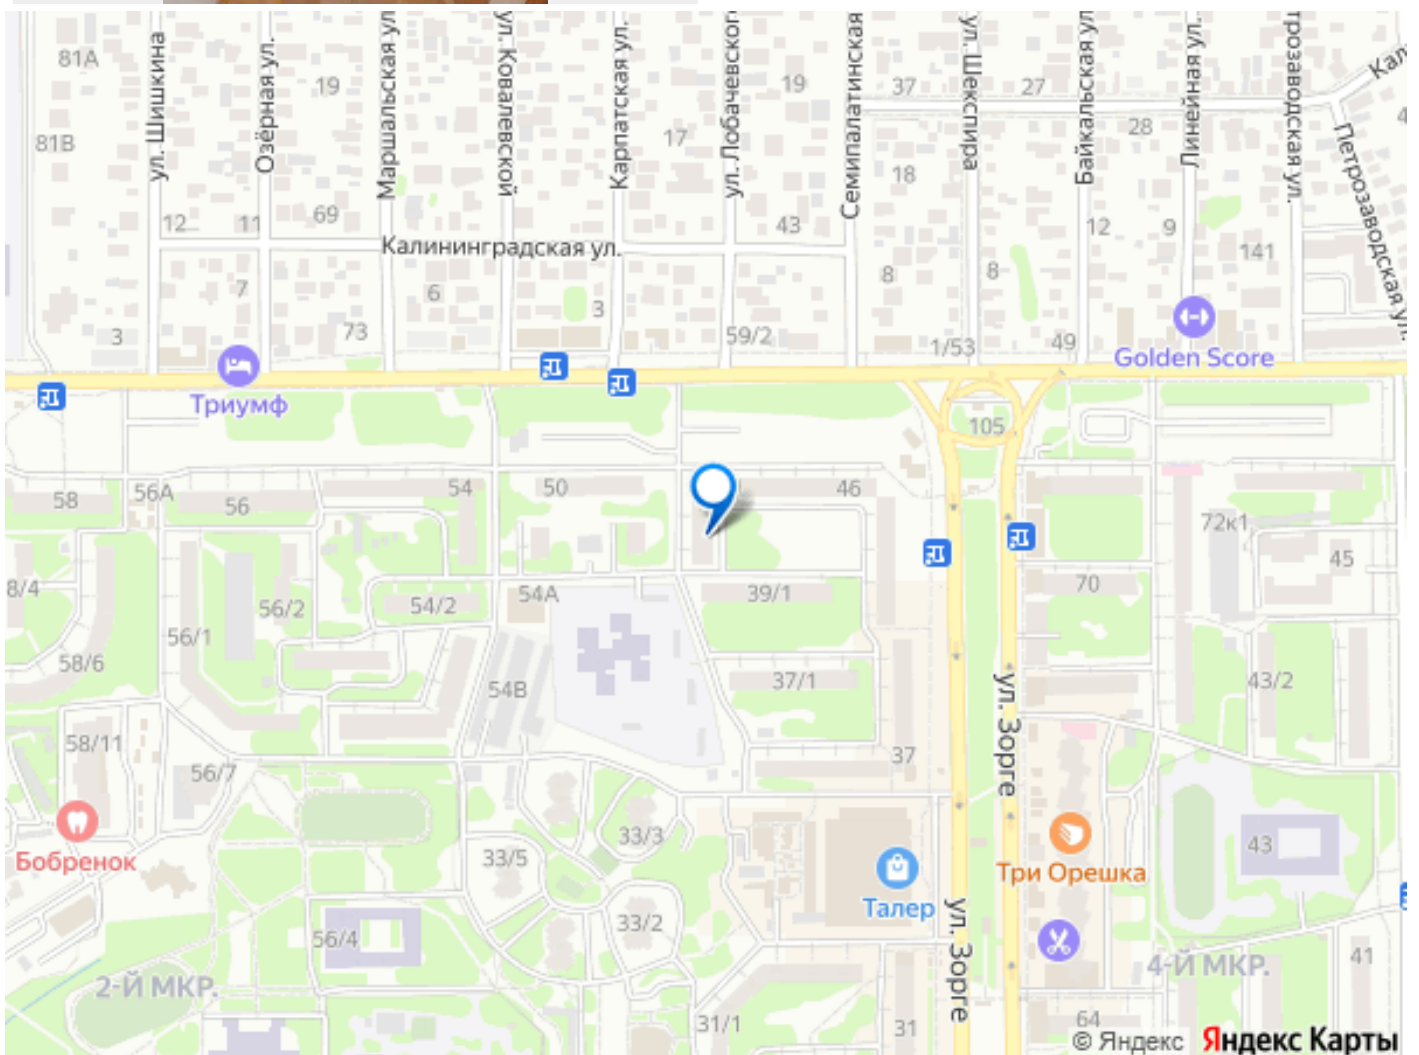 81А
ул. Шишкина
Озёрная ул.
19
Маршальская ул
ул. Ковалевской
Карпатская ул.
ул. Лобачевского
19
Семипалатинская
37
ул. Шекспира
27
Байкальская ул
Линейная ул.
трозаводская ул.
Кал
4
81В
17
28
Петрозаводская ул.
18
12
11
69
6
43
12
9
141
Калининградская ул.
7
3
8
8
3
73
59/2
1/53
49
Golden Score
Триумф
105
58
56А
56
54
50
46
72к1
45
8/4
56/2
54/2
54А
39/1
70
56/1
58/6
54В
37/1
43/2
ул. Зорге
58/11
56/7
37
33/3
33/5
43
Бобренок
Три Орешка
Талер
33/2
56/4
ул. Зорге
2-Й МКР.
4-Й МКР.
41
31/1
31
64
© Яндекс Яндекс Карты